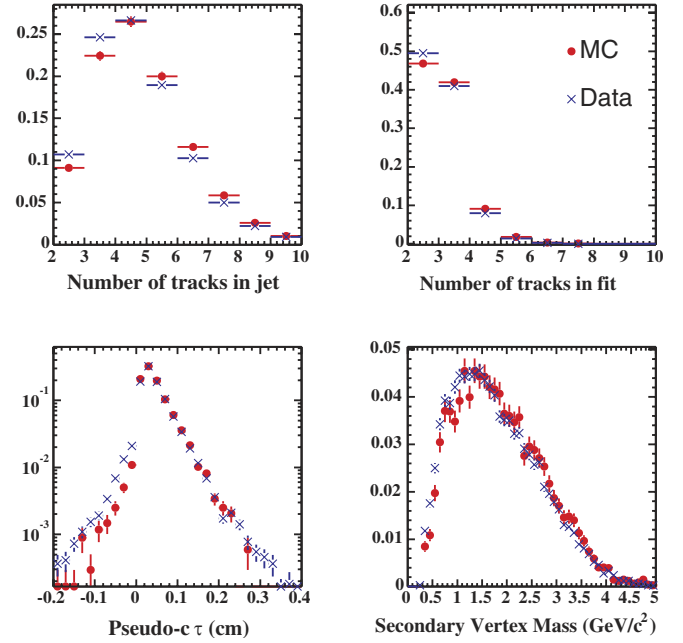 0.25
0.2
0.15
0.1
0.05
0
2 3 4 5 6 7 8 9 10
Number of tracks in jet
0.6
0.5
0.4
0.3
0.2
0.1
0
2 3 4 5 6 7 8 9 10
Number of tracks in fit
MC
Data
10-1
10-2
10-3
-0.2 -0.1 0 0.1 0.2 0.3 0.4
Pseudo-c τ (cm)
0.05
0.04
0.03
0.02
0.01
0
0 0.5 1 1.5 2 2.5 3 3.5 4 4.5 5
Secondary Vertex Mass (GeV/c²)